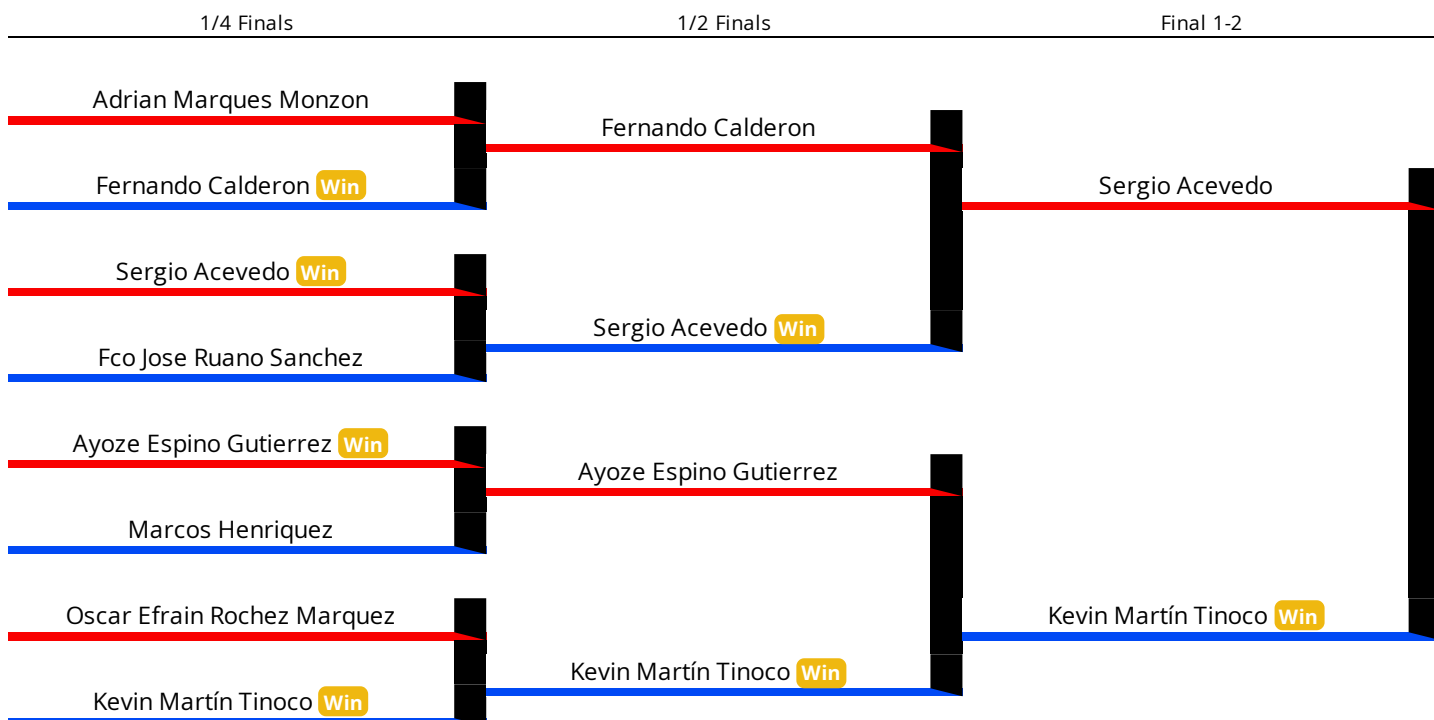 1/4 Finals 1/2 Finals Final 1-2
Adrian Marques Monzon
Fernando Calderon
Fernando Calderon Win
Sergio Acevedo
Sergio Acevedo Win
Sergio Acevedo Win
Fco Jose Ruano Sanchez
Ayoze Espino Gutierrez Win
Ayoze Espino Gutierrez
Marcos Henriquez
Oscar Efrain Rochez Marquez
Kevin Martín Tinoco Win
Kevin Martín Tinoco Win
Kevin Martín Tinoco Win